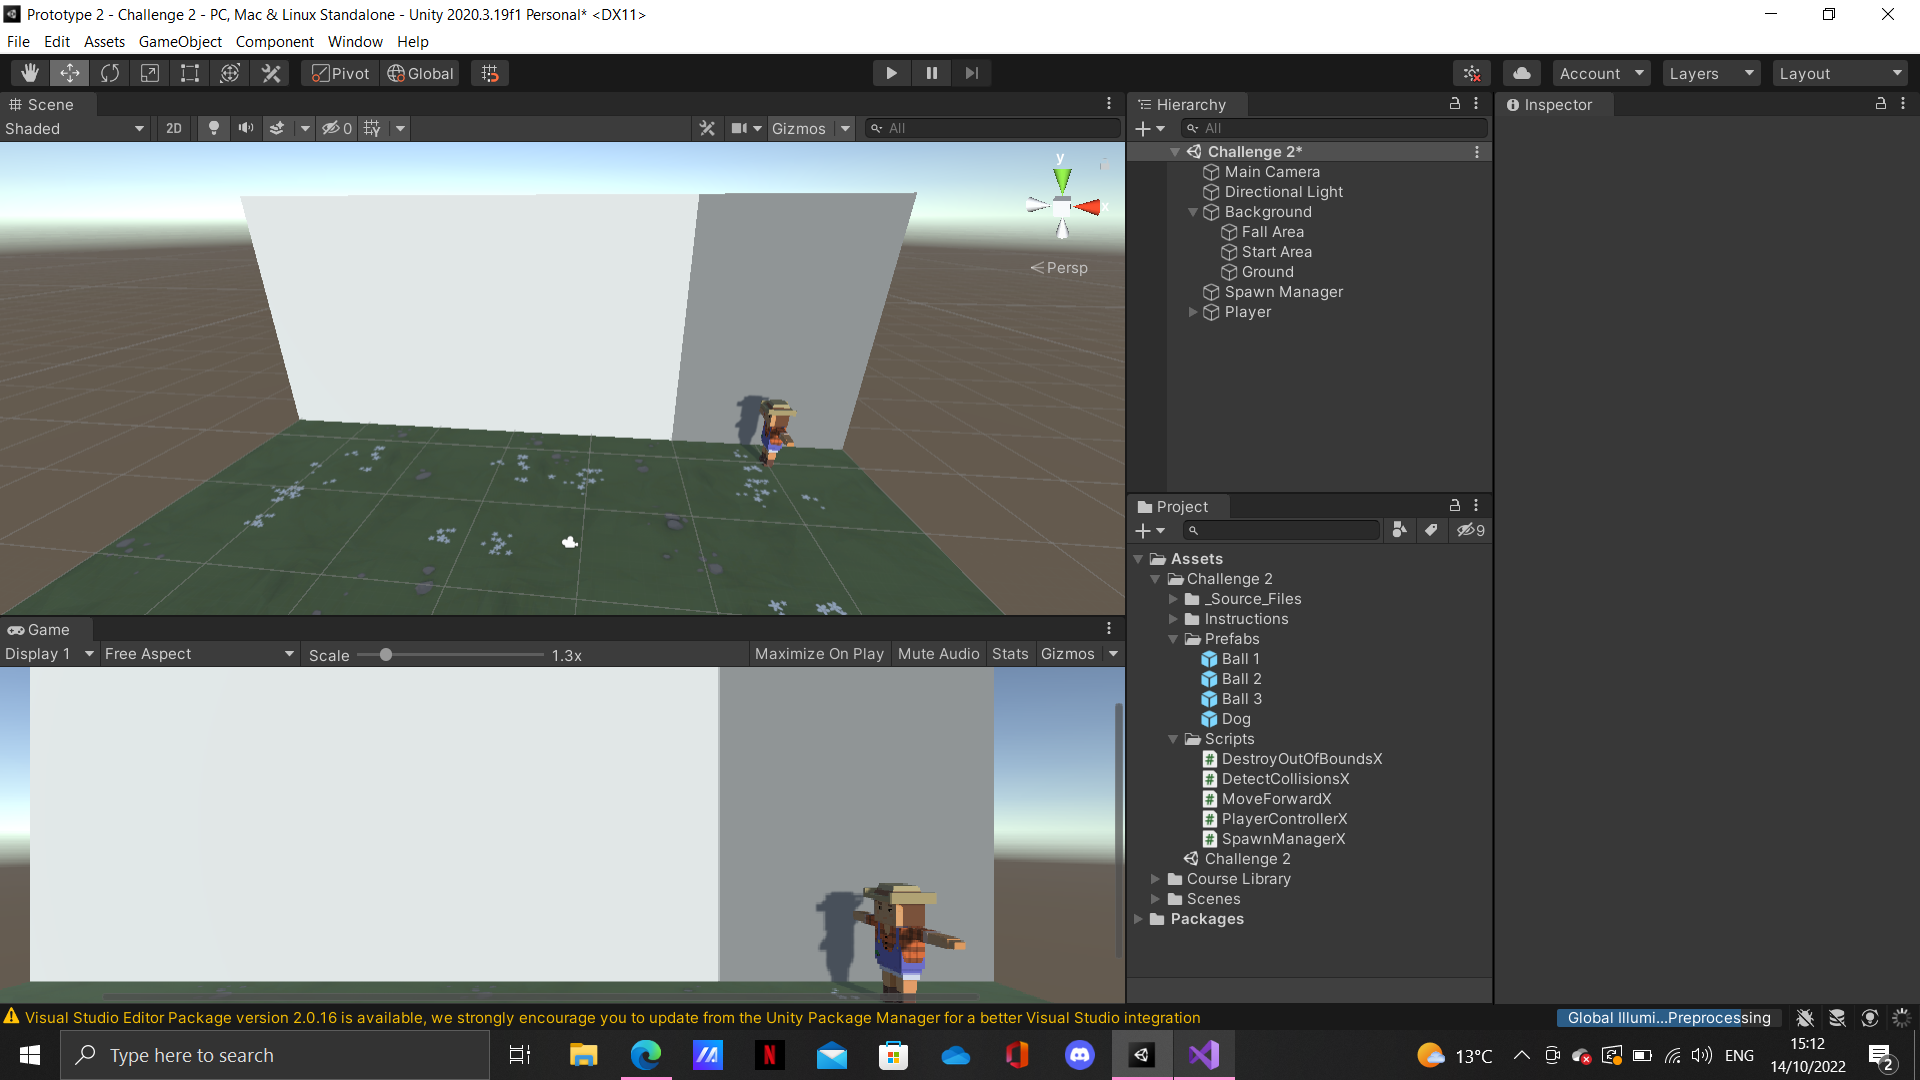 Prototype 2 - Challenge 2 - PC, Mac & Linux Standalone - Unity 2020.3.19f1 Personal* <DX11>
File Edit Assets GameObject Component Window Help
Pivot Global Account Layers Layout
Scene
Shaded 2D 0 Gizmos All
y
x
Persp
Game
Display 1 Free Aspect Scale 1.3x Maximize On Play Mute Audio Stats Gizmos
Hierarchy
All
Challenge 2*
Main Camera
Directional Light
Background
Fall Area
Start Area
Ground
Spawn Manager
Player
Project
9
Assets
Challenge 2
_Source_Files
Instructions
Prefabs
Ball 1
Ball 2
Ball 3
Dog
Scripts
DestroyOutOfBoundsX
DetectCollisionsX
MoveForwardX
PlayerControllerX
SpawnManagerX
Challenge 2
Course Library
Scenes
Packages
Inspector
Visual Studio Editor Package version 2.0.16 is available, we strongly encourage you to update from the Unity Package Manager for a better Visual Studio integration
Global Illumi...Preprocessing
Type here to search
N
13°C
ENG
15:12
14/10/2022
2